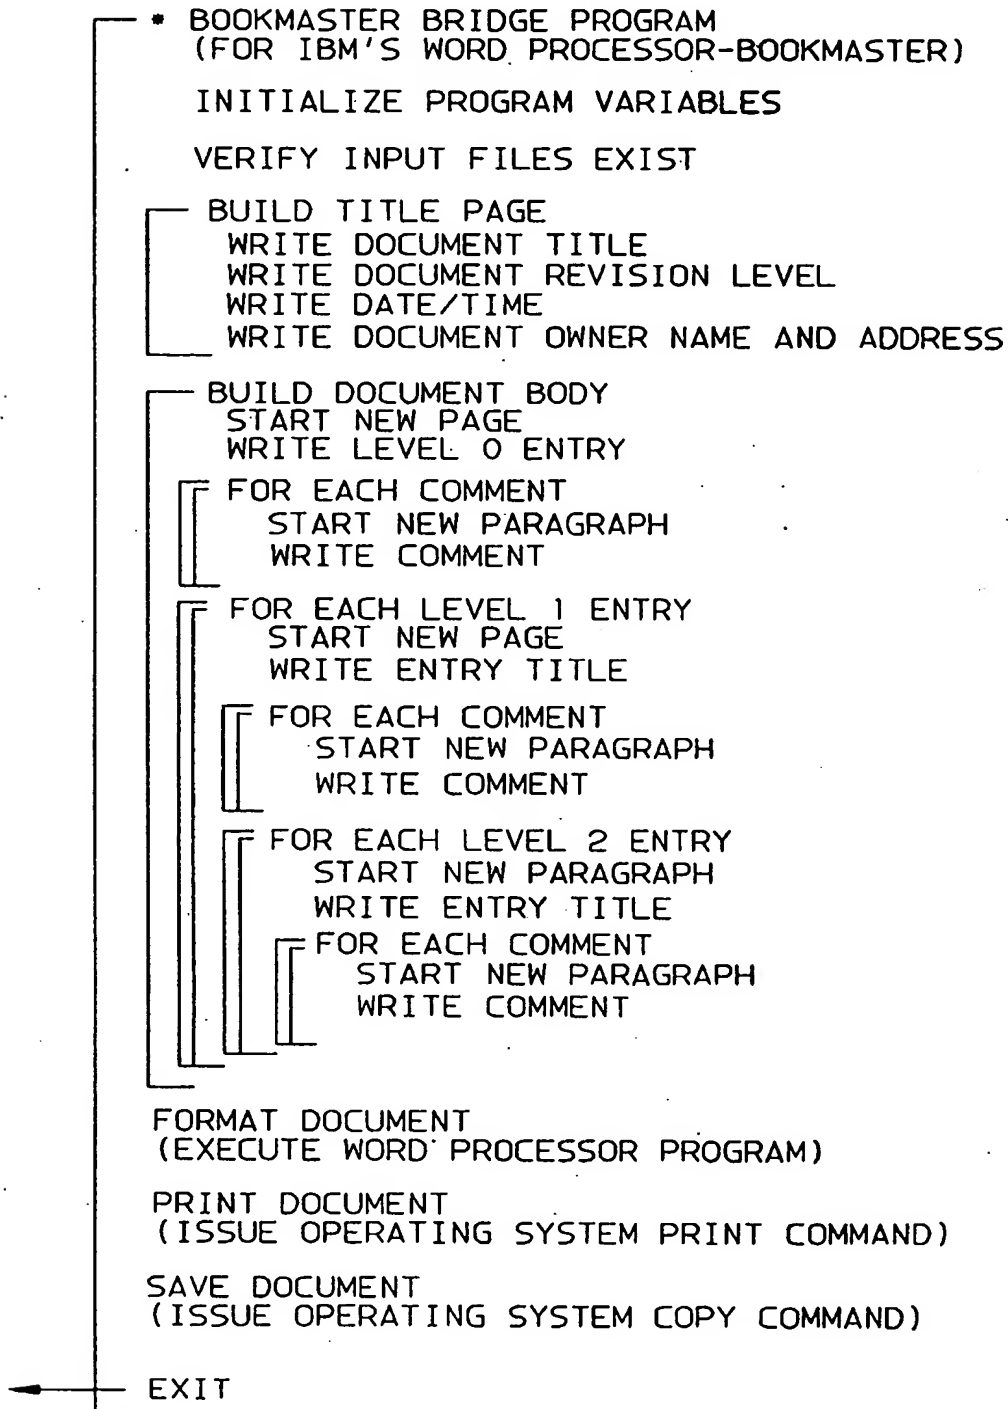 * BOOKMASTER BRIDGE PROGRAM
(FOR IBM'S WORD PROCESSOR-BOOKMASTER)
INITIALIZE PROGRAM VARIABLES
VERIFY INPUT FILES EXIST
BUILD TITLE PAGE
WRITE DOCUMENT TITLE
WRITE DOCUMENT REVISION LEVEL
WRITE DATE/TIME
WRITE DOCUMENT OWNER NAME AND ADDRESS
BUILD DOCUMENT BODY
START NEW PAGE
WRITE LEVEL 0 ENTRY
FOR EACH COMMENT
START NEW PARAGRAPH
WRITE COMMENT
FOR EACH LEVEL 1 ENTRY
START NEW PAGE
WRITE ENTRY TITLE
FOR EACH COMMENT
START NEW PARAGRAPH
WRITE COMMENT
FOR EACH LEVEL 2 ENTRY
START NEW PARAGRAPH
WRITE ENTRY TITLE
FOR EACH COMMENT
START NEW PARAGRAPH
WRITE COMMENT
FORMAT DOCUMENT
(EXECUTE WORD PROCESSOR PROGRAM)
PRINT DOCUMENT
(ISSUE OPERATING SYSTEM PRINT COMMAND)
SAVE DOCUMENT
(ISSUE OPERATING SYSTEM COPY COMMAND)
EXIT